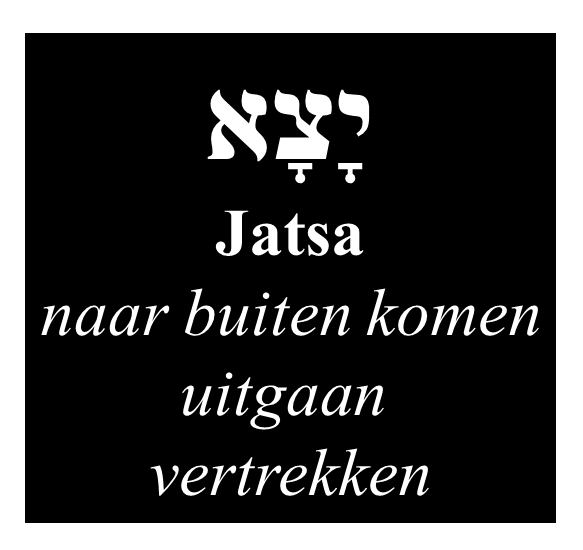 יָצָא
Jatsa
naar buiten komen
uitgaan
vertrekken